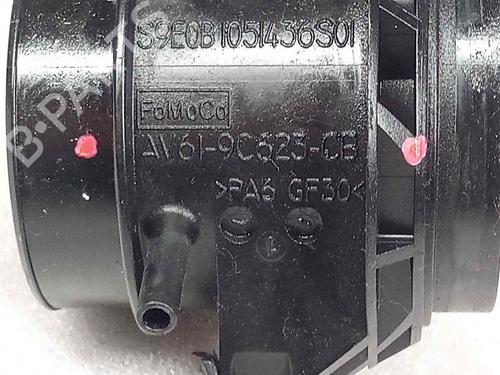 S9E0B1051436S01
FoMoCo
AV61-9C623-CB
>PA6 GF30<
B-PARTS